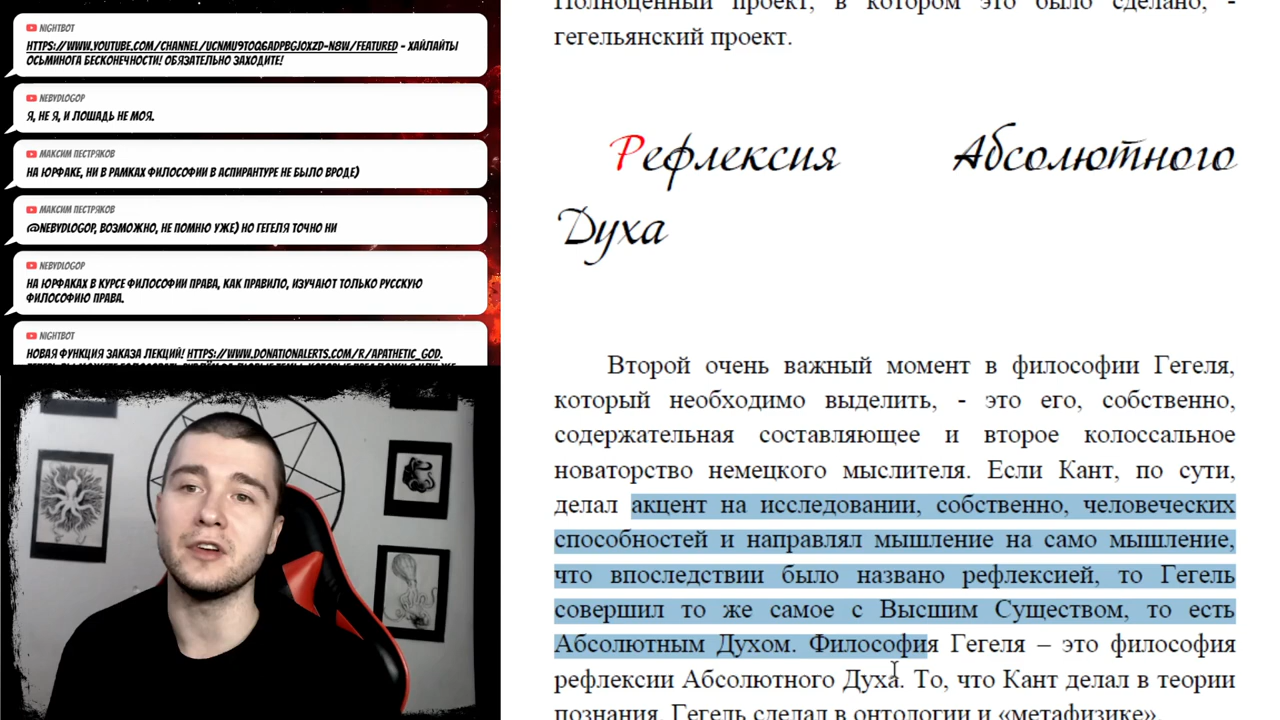 NIGHTBOT
HTTPS://WWW.YOUTUBE.COM/CHANNEL/UCNMU9TOQ6ADPBGJOXZD-N8W/FEATURED - ХАЙЛАЙТЫ
ОСЬМИНОГА БЕСКОНЕЧНОСТИ! ОБЯЗАТЕЛЬНО ЗАХОДИТЕ!
NEBYDLOGOP
Я, НЕ Я, И ЛОШАДЬ НЕ МОЯ.
МАКСИМ ПЕСТРЯКОВ
НА ЮРФАКЕ, НИ В РАМКАХ ФИЛОСОФИИ В АСПИРАНТУРЕ НЕ БЫЛО ВРОДЕ)
МАКСИМ ПЕСТРЯКОВ
@NEBYDLOGOP, ВОЗМОЖНО, НЕ ПОМНЮ УЖЕ) НО ГЕГЕЛЯ ТОЧНО НИ
NEBYDLOGOP
НА ЮРФАКАХ В КУРСЕ ФИЛОСОФИИ ПРАВА, КАК ПРАВИЛО, ИЗУЧАЮТ ТОЛЬКО РУССКУЮ
ФИЛОСОФИЮ ПРАВА.
NIGHTBOT
НОВАЯ ФУНКЦИЯ ЗАКАЗА ЛЕКЦИЙ! HTTPS://WWW.DONATIONALERTS.COM/R/APATHETIC_GOD.
Полноценный проект, в котором это было сделано, -
гегельянский проект.
Рефлексия Абсолютного
Духа
Второй очень важный момент в философии Гегеля,
который необходимо выделить, - это его, собственно,
содержательная составляющее и второе колоссальное
новаторство немецкого мыслителя. Если Кант, по сути,
делал акцент на исследовании, собственно, человеческих
способностей и направлял мышление на само мышление,
что впоследствии было названо рефлексией, то Гегель
совершил то же самое с Высшим Существом, то есть
Абсолютным Духом. Философия Гегеля – это философия
рефлексии Абсолютного Духа. То, что Кант делал в теории
познания, Гегель сделал в онтологии и «метафизике».